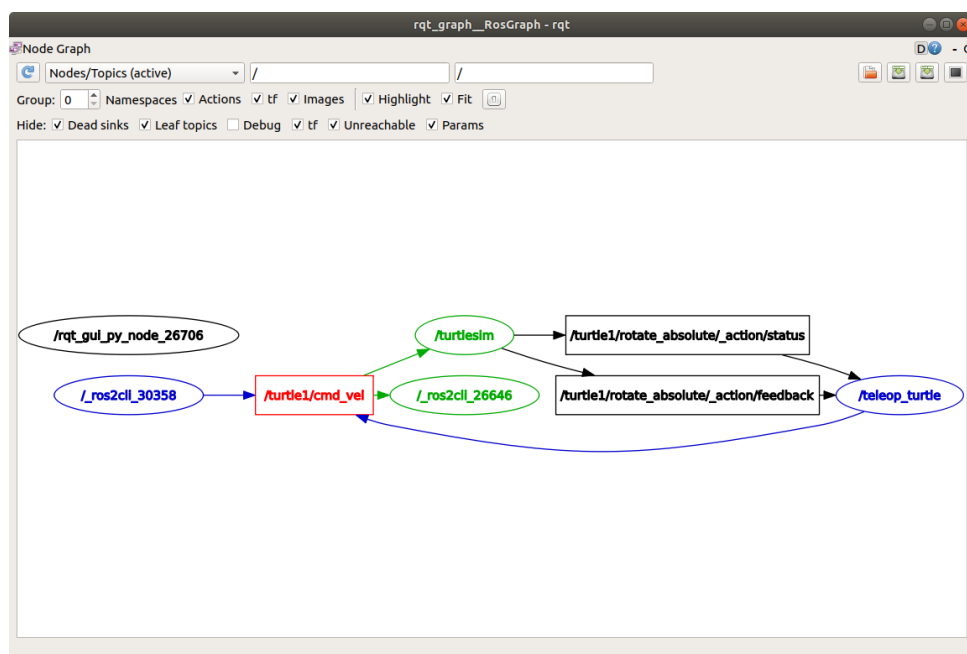 rqt_graph__RosGraph - rqt
Node Graph
D
Nodes/Topics (active) / /
Group: 0 Namespaces Actions tf Images Highlight Fit
Hide: Dead sinks Leaf topics Debug tf Unreachable Params
/rqt_gui_py_node_26706 /turtlesim /turtle1/rotate_absolute/_action/status
/_ros2cli_30358 /turtle1/cmd_vel /_ros2cli_26646 /turtle1/rotate_absolute/_action/feedback /teleop_turtle